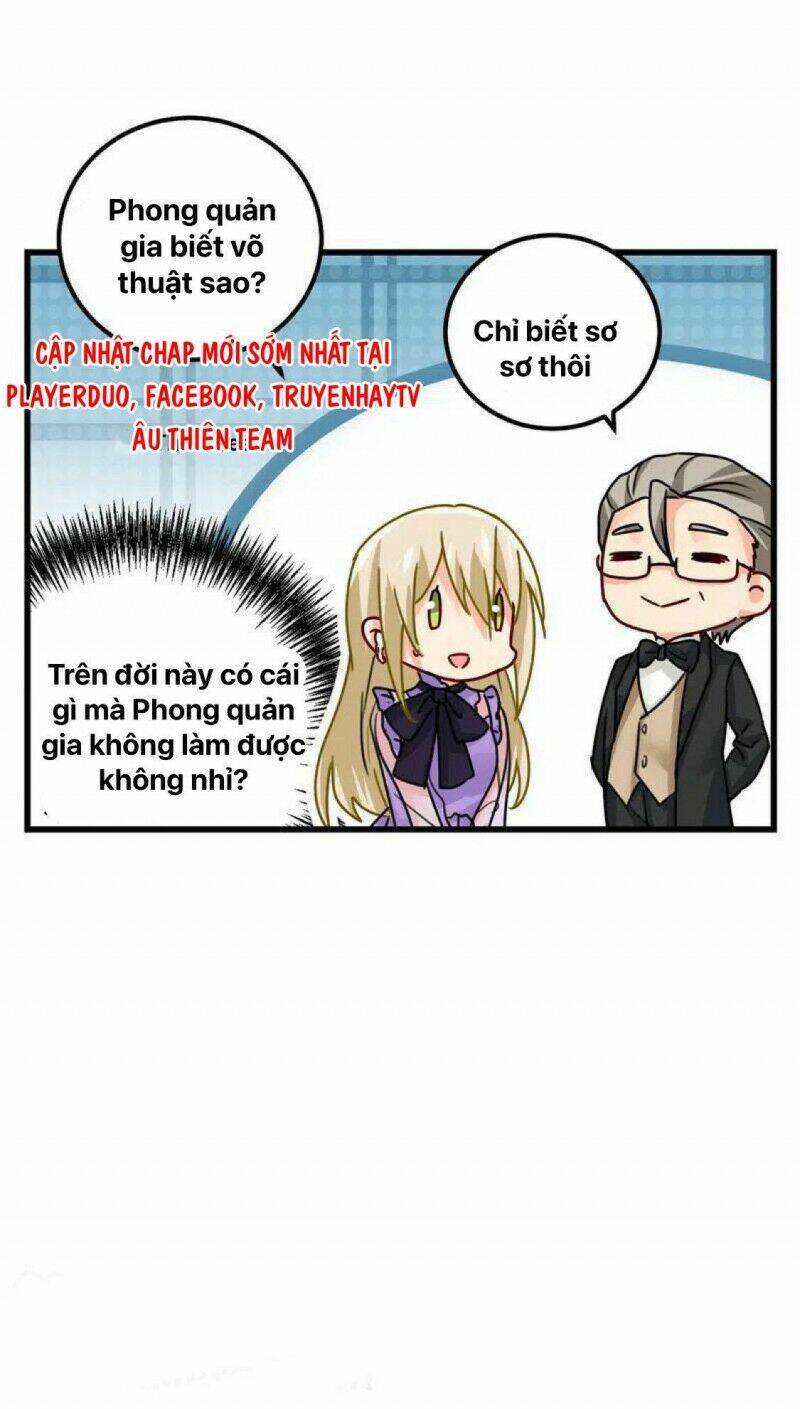 Phong quản
gia biết võ
thuật sao?
Chỉ biết sơ
sơ thôi
CẬP NHẬT CHAP MỚI SỚM NHẤT TẠI
PLAYERDUO, FACEBOOK, TRUYENHAYTV
ÂU THIÊN TEAM
Trên đời này có cái
gì mà Phong quản
gia không làm được
không nhỉ?